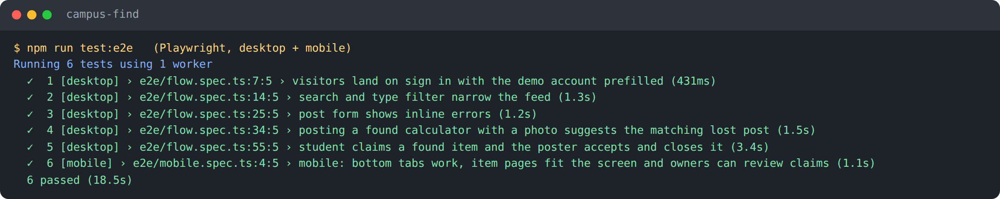 campus-find
$ npm run test:e2e   (Playwright, desktop + mobile)
Running 6 tests using 1 worker
  ✓  1 [desktop] › e2e/flow.spec.ts:7:5 › visitors land on sign in with the demo account prefilled (431ms)
  ✓  2 [desktop] › e2e/flow.spec.ts:14:5 › search and type filter narrow the feed (1.3s)
  ✓  3 [desktop] › e2e/flow.spec.ts:25:5 › post form shows inline errors (1.2s)
  ✓  4 [desktop] › e2e/flow.spec.ts:34:5 › posting a found calculator with a photo suggests the matching lost post (1.5s)
  ✓  5 [desktop] › e2e/flow.spec.ts:55:5 › student claims a found item and the poster accepts and closes it (3.4s)
  ✓  6 [mobile] › e2e/mobile.spec.ts:4:5 › mobile: bottom tabs work, item pages fit the screen and owners can review claims (1.1s)
  6 passed (18.5s)